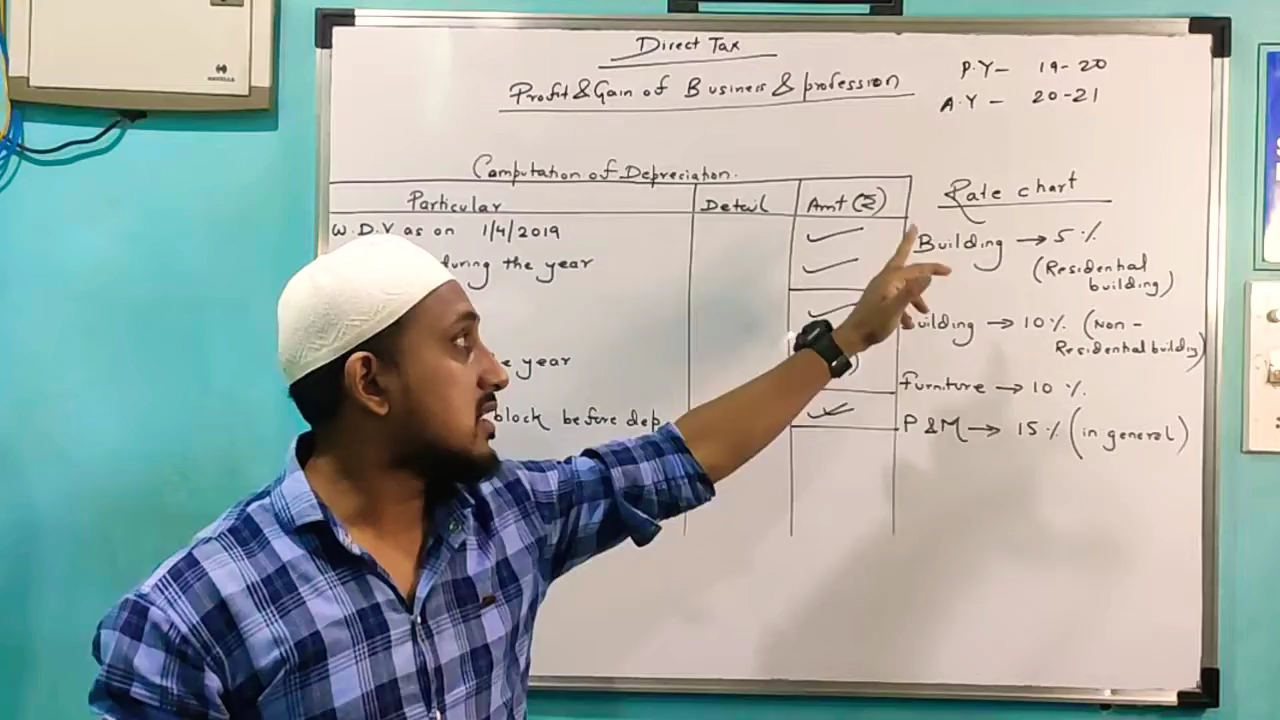 HAVELLS
Direct Tax
Profit & Gain of Business & profession
P.Y - 19-20
A.Y - 20-21
Computation of Depreciation.
Particular Detail Amt (₹)
W.D.V as on 1/4/2019
during the year
e year
block before dep
Rate chart
Building → 5%
(Residential
building)
uilding → 10% (Non-
Residential building)
Furniture → 10%.
P&M → 15% (in general)